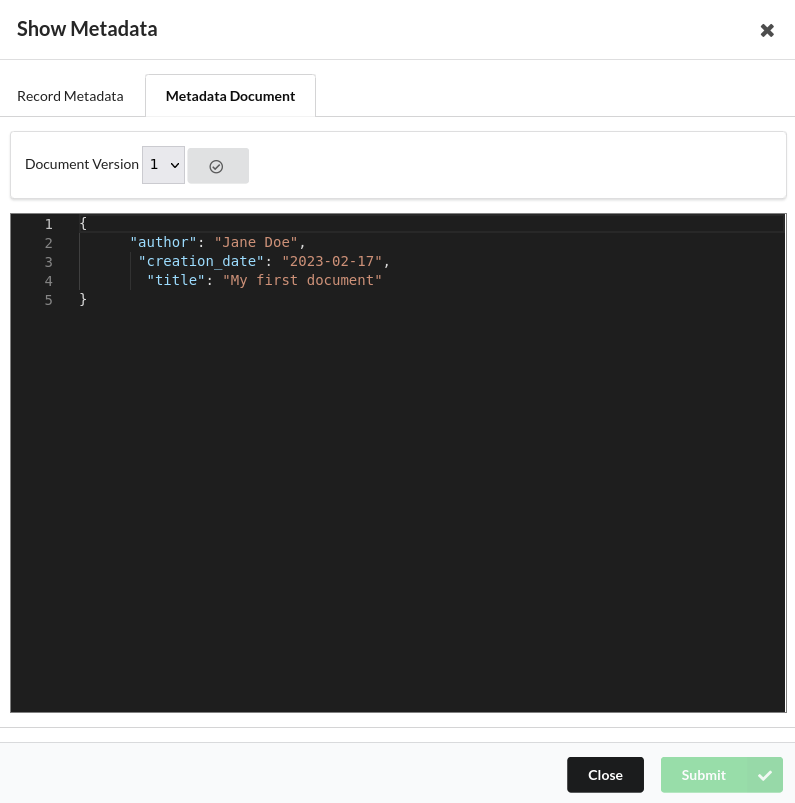 Show Metadata
Record Metadata
Metadata Document
Document Version 1
1 {
2 "author": "Jane Doe",
3 "creation_date": "2023-02-17",
4 "title": "My first document"
5 }
Close
Submit